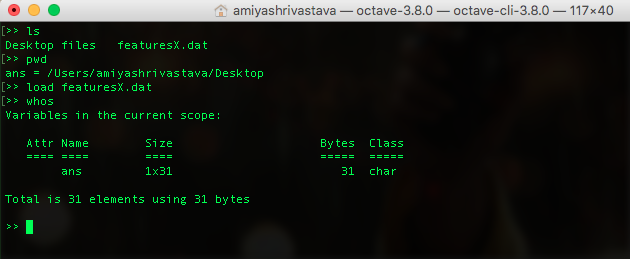 amiyashrivastava — octave-3.8.0 — octave-cli-3.8.0 — 117×40
[>> ls
Desktop files   featuresX.dat
[>> pwd
ans = /Users/amiyashrivastava/Desktop
[>> load featuresX.dat
[>> whos
Variables in the current scope:
   Attr Name        Size                     Bytes  Class
   ==== ====        ====                     =====  =====
        ans         1x31                        31  char
Total is 31 elements using 31 bytes
>>